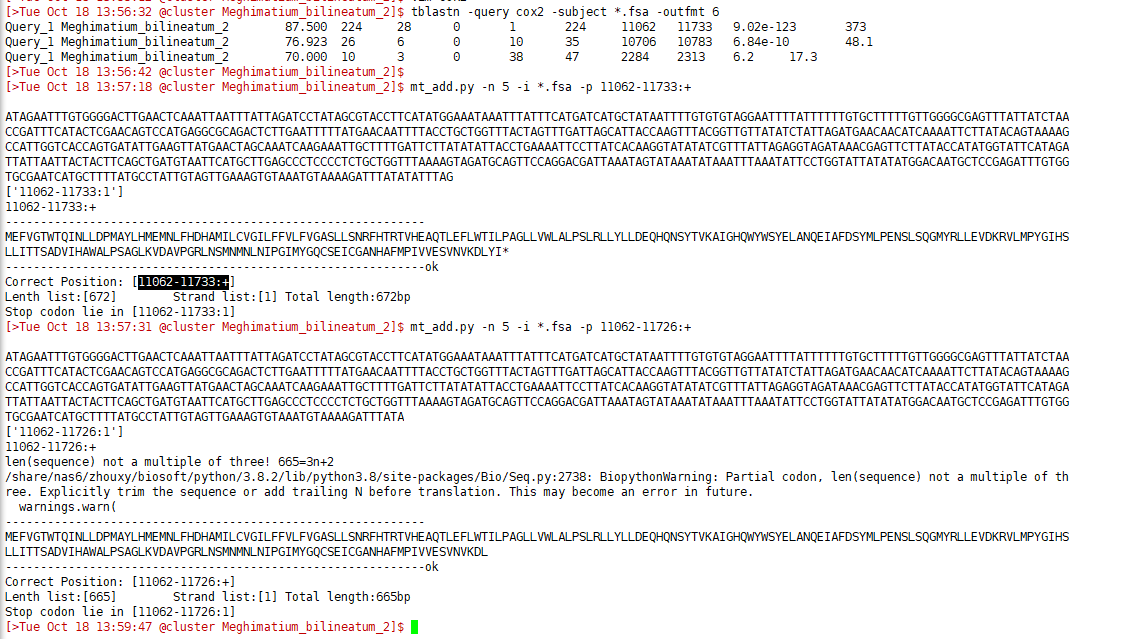 [>Tue Oct 18 13:56:32 @cluster Meghimatium_bilineatum_2]$ tblastn -query cox2 -subject *.fsa -outfmt 6
Query_1 Meghimatium_bilineatum_2 87.500 224 28 0 1 224 11062 11733 9.02e-123 373
Query_1 Meghimatium_bilineatum_2 76.923 26 6 0 10 35 10706 10783 6.84e-10 48.1
Query_1 Meghimatium_bilineatum_2 70.000 10 3 0 38 47 2284 2313 6.2 17.3
[>Tue Oct 18 13:56:42 @cluster Meghimatium_bilineatum_2]$
[>Tue Oct 18 13:57:18 @cluster Meghimatium_bilineatum_2]$ mt_add.py -n 5 -i *.fsa -p 11062-11733:+
ATAGAATTTGTGGGGACTTGAACTCAAATTAATTTATTAGATCCTATAGCGTACCTTCATATGGAAATAAATTTATTTCATGATCATGCTATAATTTTGTGTGTAGGAATTTTATTTTTTGTGCTTTTTGTTGGGGCGAGTTTATTATCTAA
CCGATTTCATACTCGAACAGTCCATGAGGCGCAGACTCTTGAATTTTTATGAACAATTTTACCTGCTGGTTTACTAGTTTGATTAGCATTACCAAGTTTACGGTTGTTATATCTATTAGATGAACAACATCAAAATTCTTATACAGTAAAAG
CCATTGGTCACCAGTGATATTGAAGTTATGAACTAGCAAATCAAGAAATTGCTTTTGATTCTTATATATTACCTGAAAATTCCTTATCACAAGGTATATATCGTTTATTAGAGGTAGATAAACGAGTTCTTATACCATATGGTATTCATAGA
TTATTAATTACTACTTCAGCTGATGTAATTCATGCTTGAGCCCTCCCCTCTGCTGGTTTAAAAGTAGATGCAGTTCCAGGACGATTAAATAGTATAAATATAAATTTAAATATTCCTGGTATTATATATGGACAATGCTCCGAGATTTGTGG
TGCGAATCATGCTTTTATGCCTATTGTAGTTGAAAGTGTAAATGTAAAAGATTTATATATTTAG
['11062-11733:1']
11062-11733:+
------------------------------------------------------------
MEFVGTWTQINLLDPMAYLHMEMNLFHDHAMILCVGILFFVLFVGASLLSNRFHTRTVHEAQTLEFLWTILPAGLLVWLALPSLRLLYLLDEQHQNSYTVKAIGHQWYWSYELANQEIAFDSYMLPENSLSQGMYRLLEVDKRVLMPYGIHS
LLITTSADVIHAWALPSAGLKVDAVPGRLNSMNMNLNIPGIMYGQCSEICGANHAFMPIVVESVNVKDLYI*
------------------------------------------------------------ok
Correct Position: [11062-11733:+]
Lenth list:[672] Strand list:[1] Total length:672bp
Stop codon lie in [11062-11733:1]
[>Tue Oct 18 13:57:31 @cluster Meghimatium_bilineatum_2]$ mt_add.py -n 5 -i *.fsa -p 11062-11726:+
ATAGAATTTGTGGGGACTTGAACTCAAATTAATTTATTAGATCCTATAGCGTACCTTCATATGGAAATAAATTTATTTCATGATCATGCTATAATTTTGTGTGTAGGAATTTTATTTTTTGTGCTTTTTGTTGGGGCGAGTTTATTATCTAA
CCGATTTCATACTCGAACAGTCCATGAGGCGCAGACTCTTGAATTTTTATGAACAATTTTACCTGCTGGTTTACTAGTTTGATTAGCATTACCAAGTTTACGGTTGTTATATCTATTAGATGAACAACATCAAAATTCTTATACAGTAAAAG
CCATTGGTCACCAGTGATATTGAAGTTATGAACTAGCAAATCAAGAAATTGCTTTTGATTCTTATATATTACCTGAAAATTCCTTATCACAAGGTATATATCGTTTATTAGAGGTAGATAAACGAGTTCTTATACCATATGGTATTCATAGA
TTATTAATTACTACTTCAGCTGATGTAATTCATGCTTGAGCCCTCCCCTCTGCTGGTTTAAAAGTAGATGCAGTTCCAGGACGATTAAATAGTATAAATATAAATTTAAATATTCCTGGTATTATATATGGACAATGCTCCGAGATTTGTGG
TGCGAATCATGCTTTTATGCCTATTGTAGTTGAAAGTGTAAATGTAAAAGATTTATA
['11062-11726:1']
11062-11726:+
len(sequence) not a multiple of three! 665=3n+2
/share/nas6/zhouxy/biosoft/python/3.8.2/lib/python3.8/site-packages/Bio/Seq.py:2738: BiopythonWarning: Partial codon, len(sequence) not a multiple of th
ree. Explicitly trim the sequence or add trailing N before translation. This may become an error in future.
warnings.warn(
------------------------------------------------------------
MEFVGTWTQINLLDPMAYLHMEMNLFHDHAMILCVGILFFVLFVGASLLSNRFHTRTVHEAQTLEFLWTILPAGLLVWLALPSLRLLYLLDEQHQNSYTVKAIGHQWYWSYELANQEIAFDSYMLPENSLSQGMYRLLEVDKRVLMPYGIHS
LLITTSADVIHAWALPSAGLKVDAVPGRLNSMNMNLNIPGIMYGQCSEICGANHAFMPIVVESVNVKDL
------------------------------------------------------------ok
Correct Position: [11062-11726:+]
Lenth list:[665] Strand list:[1] Total length:665bp
Stop codon lie in [11062-11726:1]
[>Tue Oct 18 13:59:47 @cluster Meghimatium_bilineatum_2]$